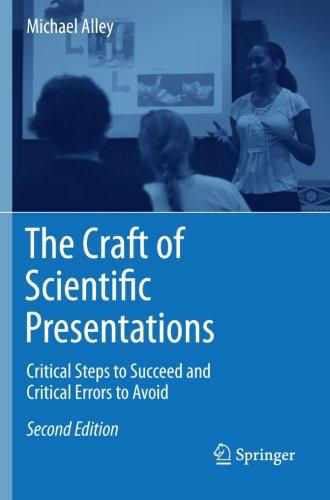 Michael Alley
The Craft of
Scientific
Presentations
Critical Steps to Succeed and
Critical Errors to Avoid
Second Edition
Springer